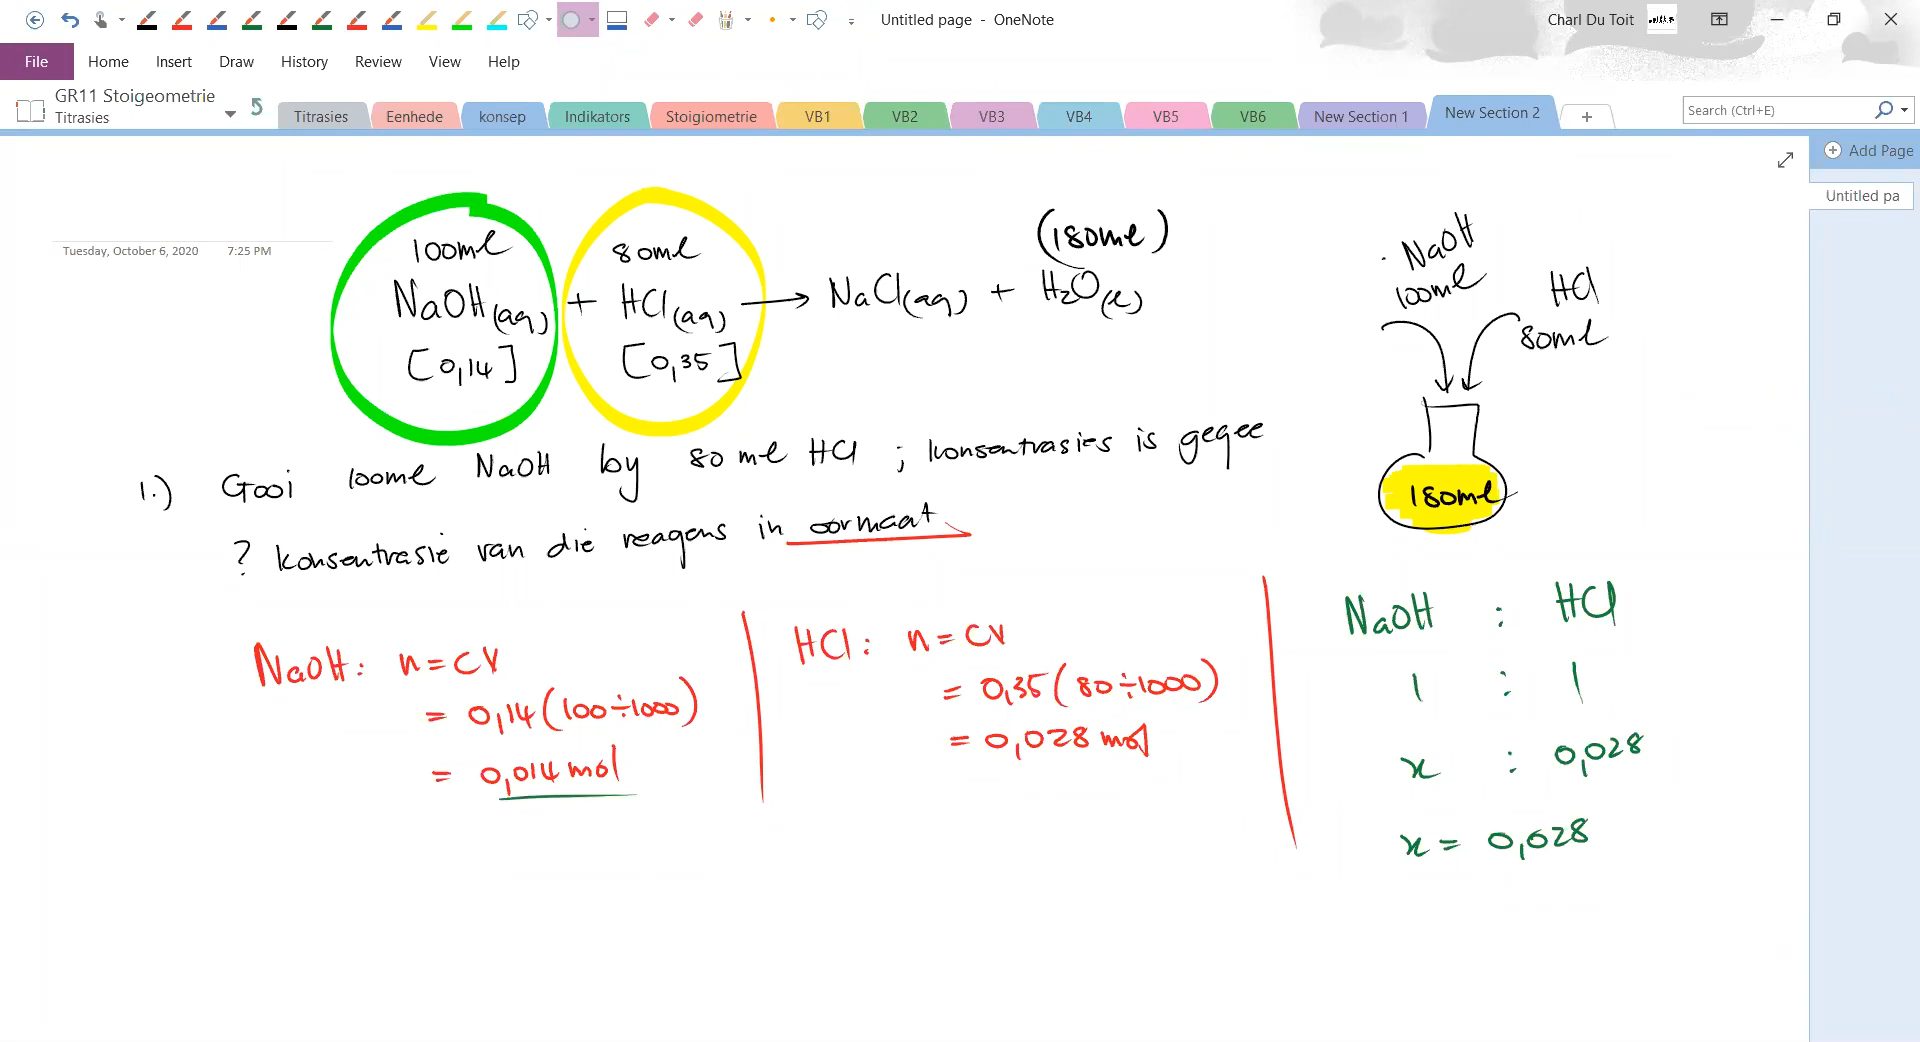 Untitled page - OneNote
Charl Du Toit
File Home Insert Draw History Review View Help
GR11 Stoigeometrie
Titrasies
Titrasies Eenhede konsep Indikators Stoigiometrie VB1 VB2 VB3 VB4 VB5 VB6 New Section 1 New Section 2 +
Search (Ctrl+E)
Add Page
Untitled pa
Tuesday, October 6, 2020 7:25 PM
100ml 80ml (180ml)
NaOH(aq) + HCl(aq) → NaCl(aq) + H₂O(ℓ)
[0,14] [0,35]
NaOH
100ml
HCl
80ml
180ml
1.) Gooi 100ml NaOH by 80ml HCl ; konsentrasies is gegee
? konsentrasie van die reagens in oormaat
NaOH: n = CV
= 0,14(100÷1000)
= 0,014 mol
HCl: n = CV
= 0,35(80÷1000)
= 0,028 mol
NaOH : HCl
1 : 1
x : 0,028
x = 0,028